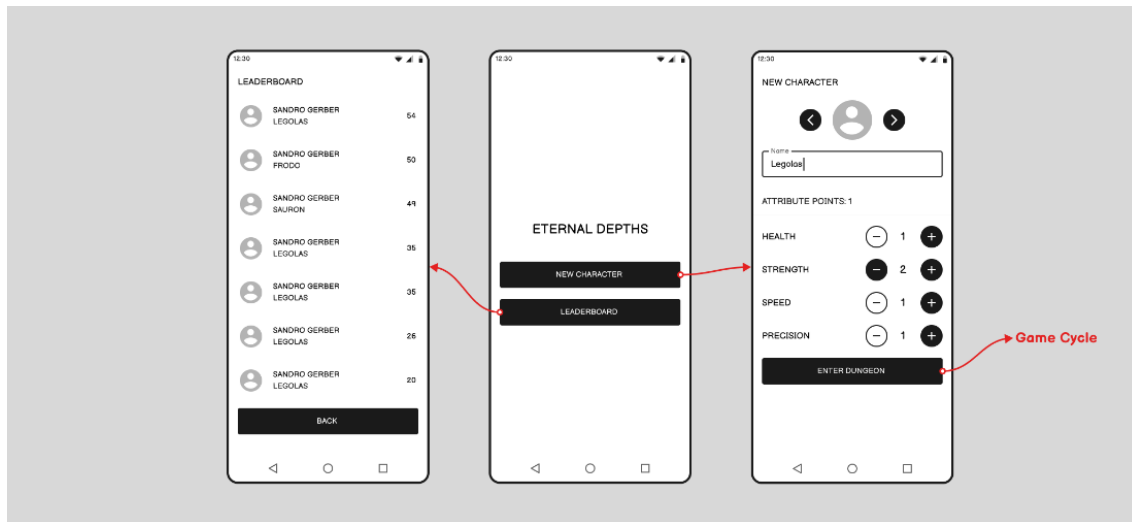 12:30
LEADERBOARD
SANDRO GERBER
LEGOLAS
54
SANDRO GERBER
FRODO
50
SANDRO GERBER
SAURON
49
SANDRO GERBER
LEGOLAS
35
SANDRO GERBER
LEGOLAS
35
SANDRO GERBER
LEGOLAS
26
SANDRO GERBER
LEGOLAS
20
BACK
12:30
ETERNAL DEPTHS
NEW CHARACTER
LEADERBOARD
12:30
NEW CHARACTER
Name
Legolas
ATTRIBUTE POINTS: 1
HEALTH − 1 +
STRENGTH − 2 +
SPEED − 1 +
PRECISION − 1 +
ENTER DUNGEON
Game Cycle